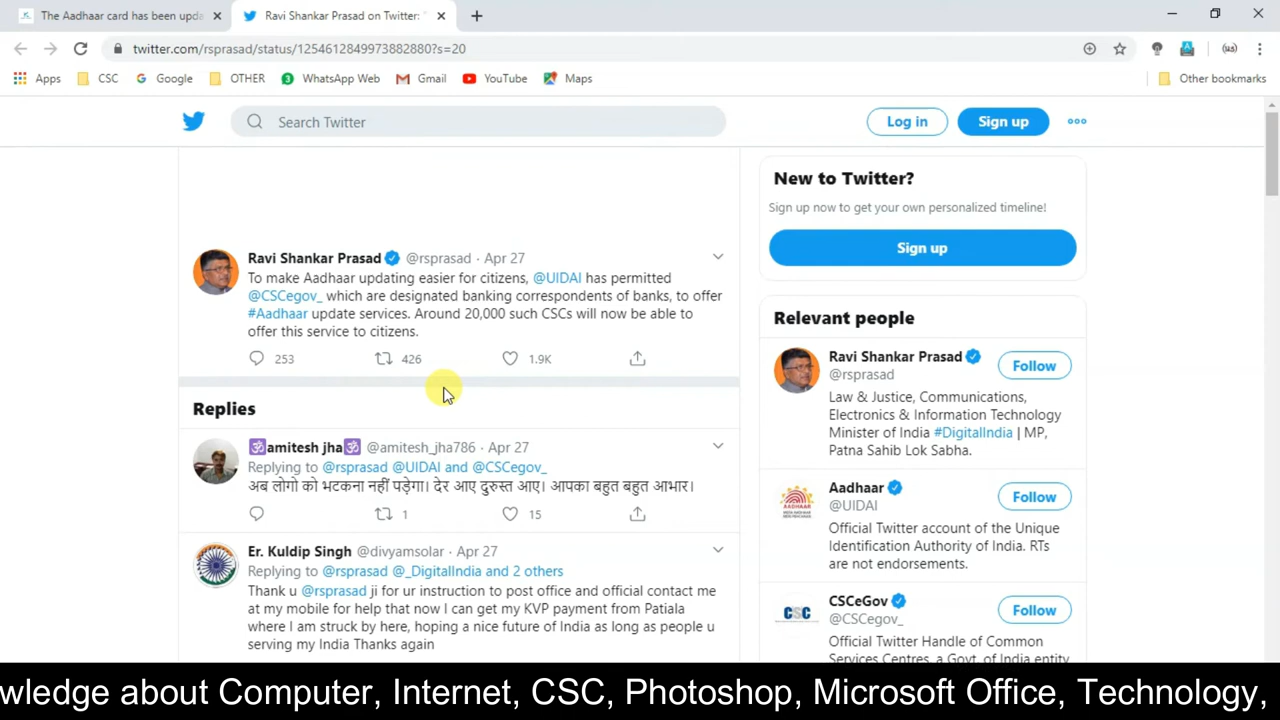 The Aadhaar card has been upda
Ravi Shankar Prasad on Twitter: "
twitter.com/rsprasad/status/1254612849973882880?s=20
Apps CSC Google OTHER WhatsApp Web Gmail YouTube Maps Other bookmarks
Search Twitter
Log in
Sign up
New to Twitter?
Sign up now to get your own personalized timeline!
Sign up
Ravi Shankar Prasad @rsprasad · Apr 27
To make Aadhaar updating easier for citizens, @UIDAI has permitted
@CSCegov_ which are designated banking correspondents of banks, to offer
#Aadhaar update services. Around 20,000 such CSCs will now be able to
offer this service to citizens.
253 426 1.9K
Replies
🕉amitesh jha🕉 @amitesh_jha786 · Apr 27
Replying to @rsprasad @UIDAI and @CSCegov_
अब लोगो को भटकना नहीं पड़ेगा। देर आए दुरुस्त आए। आपका बहुत बहुत आभार।
1 15
Er. Kuldip Singh @divyamsolar · Apr 27
Replying to @rsprasad @_DigitalIndia and 2 others
Thank u @rsprasad ji for ur instruction to post office and official contact me
at my mobile for help that now I can get my KVP payment from Patiala
where I am struck by here, hoping a nice future of India as long as people u
serving my India Thanks again
Relevant people
Ravi Shankar Prasad
@rsprasad
Follow
Law & Justice, Communications,
Electronics & Information Technology
Minister of India #DigitalIndia | MP,
Patna Sahib Lok Sabha.
Aadhaar
@UIDAI
Follow
Official Twitter account of the Unique
Identification Authority of India. RTs
are not endorsements.
CSC
CSCeGov
@CSCegov_
Follow
Official Twitter Handle of Common
Services Centres, a Govt. of India entity
wledge about Computer, Internet, CSC, Photoshop, Microsoft Office, Technology,